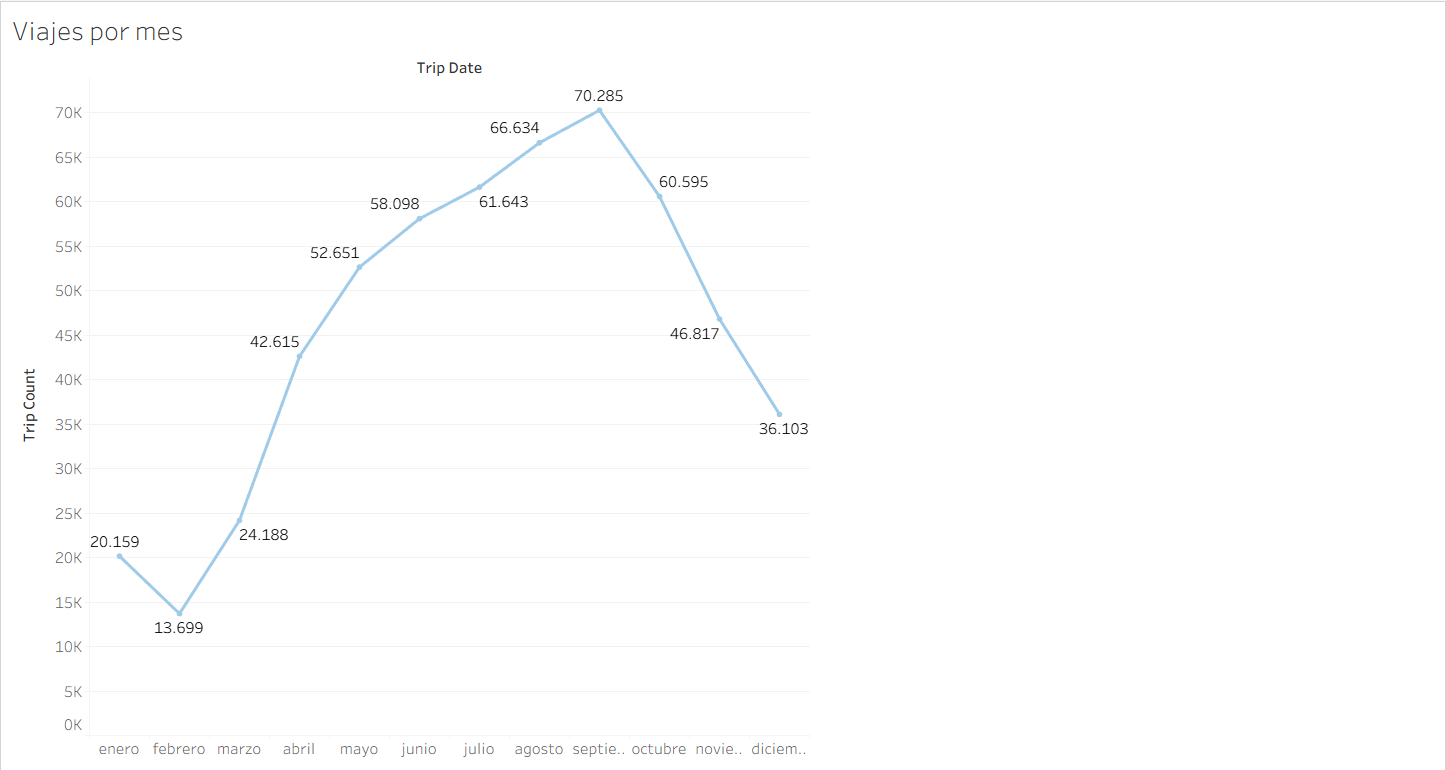 Viajes por mes
Trip Date
70K
65K
60K
55K
50K
45K
40K
35K
30K
25K
20K
15K
10K
5K
0K
Trip Count
20.159
13.699
24.188
42.615
52.651
58.098
61.643
66.634
70.285
60.595
46.817
36.103
enero febrero marzo abril mayo junio julio agosto septie.. octubre novie.. diciem..